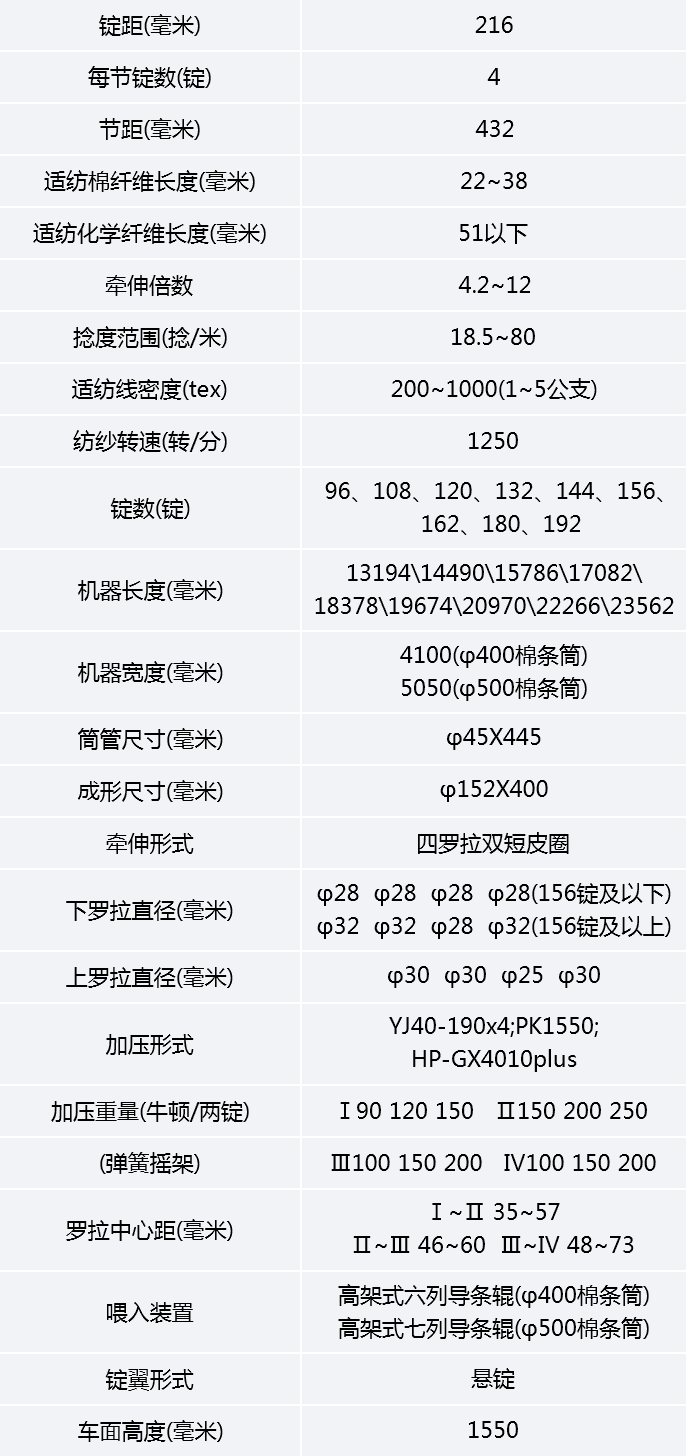 锭距(毫米) 216
每节锭数(锭) 4
节距(毫米) 432
适纺棉纤维长度(毫米) 22~38
适纺化学纤维长度(毫米) 51以下
牵伸倍数 4.2~12
捻度范围(捻/米) 18.5~80
适纺线密度(tex) 200~1000(1~5公支)
纺纱转速(转/分) 1250
锭数(锭) 96、108、120、132、144、156、
162、180、192
机器长度(毫米) 13194\14490\15786\17082\
18378\19674\20970\22266\23562
机器宽度(毫米) 4100(φ400棉条筒)
5050(φ500棉条筒)
筒管尺寸(毫米) φ45X445
成形尺寸(毫米) φ152X400
牵伸形式 四罗拉双短皮圈
下罗拉直径(毫米) φ28 φ28 φ28 φ28(156锭及以下)
φ32 φ32 φ28 φ32(156锭及以上)
上罗拉直径(毫米) φ30 φ30 φ25 φ30
加压形式 YJ40-190x4;PK1550;
HP-GX4010plus
加压重量(牛顿/两锭) Ⅰ90 120 150 Ⅱ150 200 250
(弹簧摇架) Ⅲ100 150 200 Ⅳ100 150 200
罗拉中心距(毫米) Ⅰ~Ⅱ 35~57
Ⅱ~Ⅲ 46~60 Ⅲ~Ⅳ 48~73
喂入装置 高架式六列导条辊(φ400棉条筒)
高架式七列导条辊(φ500棉条筒)
锭翼形式 悬锭
车面高度(毫米) 1550